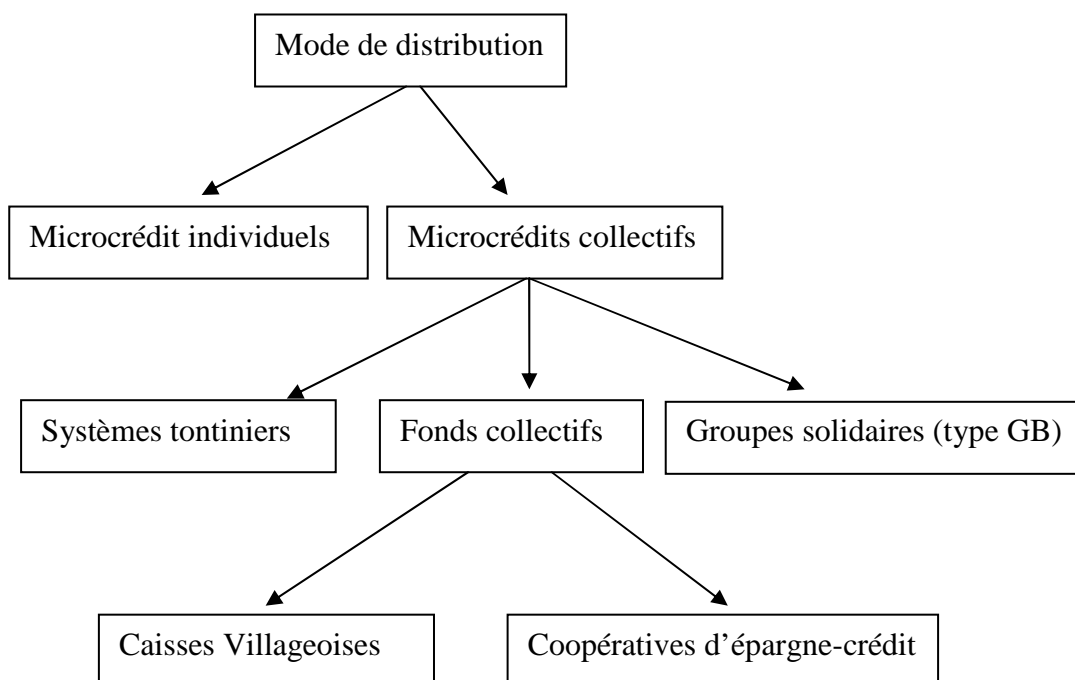 Mode de distribution
Microcrédit individuels
Microcrédits collectifs
Systèmes tontiniers
Fonds collectifs
Groupes solidaires (type GB)
Caisses Villageoises
Coopératives d’épargne-crédit